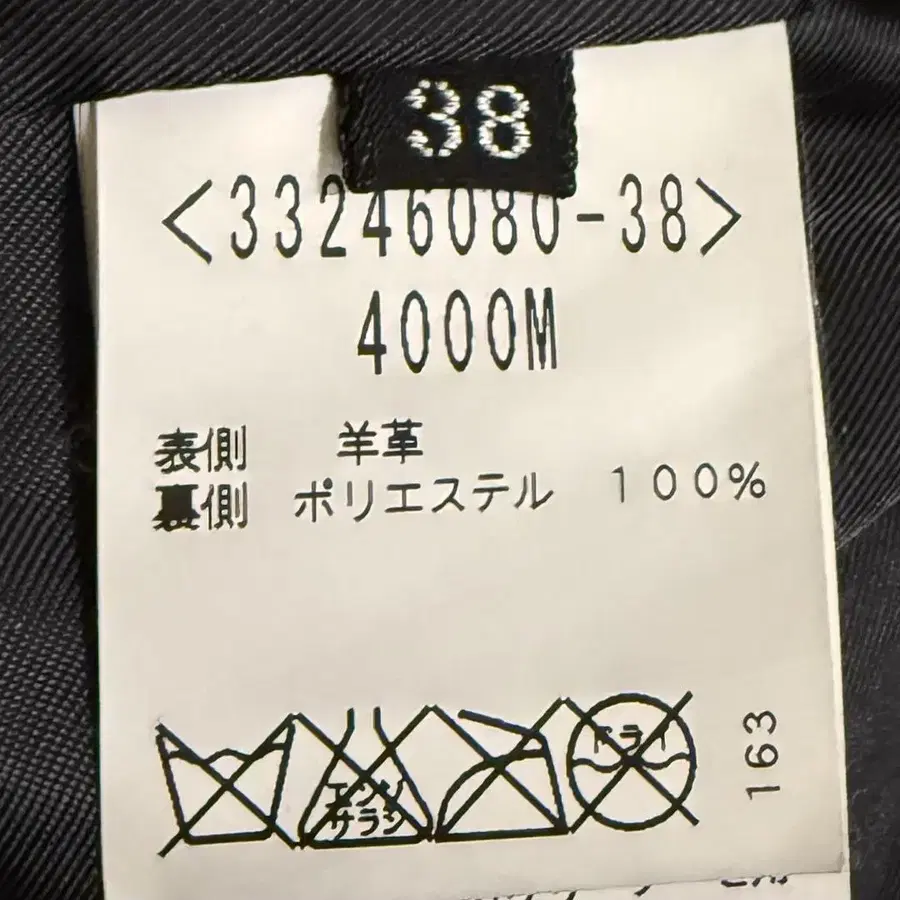 38
<33246080-38>
4000M
表側 羊革
裏側 ポリエステル 100%
エンソ
サラシ
ドライ
163